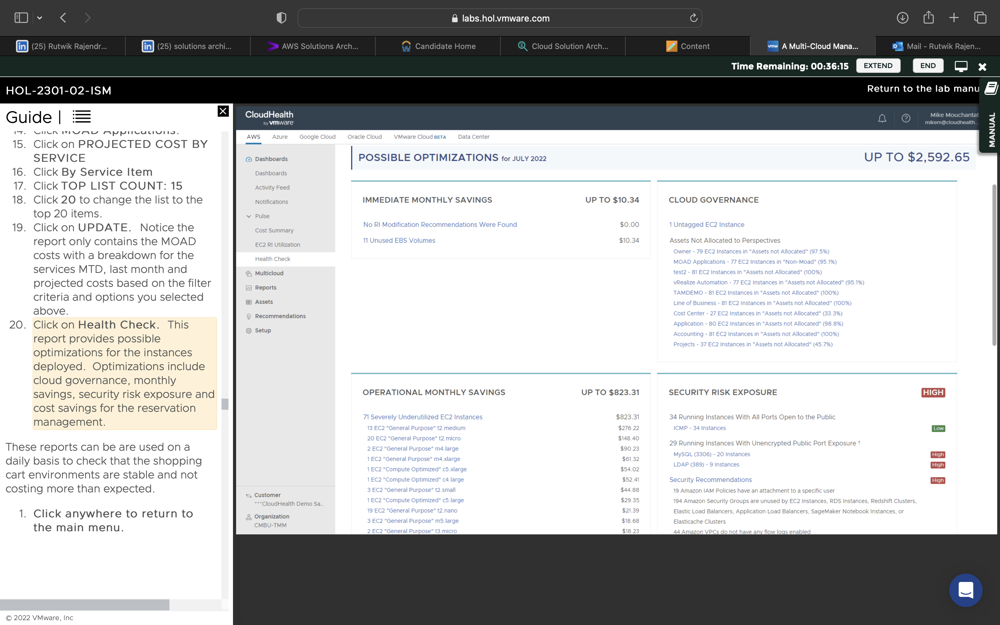 labs.hol.vmware.com
(25) Rutwik Rajendr...
(25) solutions archi...
AWS Solutions Arch...
Candidate Home
Cloud Solution Arch...
Content
vmw A Multi-Cloud Mana...
Mail - Rutwik Rajen...
Time Remaining: 00:36:15
EXTEND
END
HOL-2301-02-ISM
Return to the lab manu
MANUAL
Guide |
14. Click MOAD Applications.
15. Click on PROJECTED COST BY
SERVICE
16. Click By Service Item
17. Click TOP LIST COUNT: 15
18. Click 20 to change the list to the
top 20 items.
19. Click on UPDATE. Notice the
report only contains the MOAD
costs with a breakdown for the
services MTD, last month and
projected costs based on the filter
criteria and options you selected
above.
20. Click on Health Check. This
report provides possible
optimizations for the instances
deployed. Optimizations include
cloud governance, monthly
savings, security risk exposure and
cost savings for the reservation
management.
These reports can be are used on a
daily basis to check that the shopping
cart environments are stable and not
costing more than expected.
1. Click anywhere to return to
the main menu.
© 2022 VMware, Inc
CloudHealth
by vmware
Mike Mouchantat
mikem@cloudhealth...
AWS
Azure
Google Cloud
Oracle Cloud
VMware Cloud BETA
Data Center
Dashboards
Dashboards
Activity Feed
Notifications
Pulse
Cost Summary
EC2 RI Utilization
Health Check
Multicloud
Reports
Assets
Recommendations
Setup
Customer
***CloudHealth Demo Sa...
Organization
CMBU-TMM
POSSIBLE OPTIMIZATIONS for JULY 2022
UP TO $2,592.65
IMMEDIATE MONTHLY SAVINGS UP TO $10.34
No RI Modification Recommendations Were Found $0.00
11 Unused EBS Volumes $10.34
CLOUD GOVERNANCE
1 Untagged EC2 Instance
Assets Not Allocated to Perspectives
Owner - 79 EC2 Instances in "Assets not Allocated" (97.5%)
MOAD Applications - 77 EC2 Instances in "Non-Moad" (95.1%)
test2 - 81 EC2 Instances in "Assets not Allocated" (100%)
vRealize Automation - 77 EC2 Instances in "Assets not Allocated" (95.1%)
TAMDEMO - 81 EC2 Instances in "Assets not Allocated" (100%)
Line of Business - 81 EC2 Instances in "Assets not Allocated" (100%)
Cost Center - 27 EC2 Instances in "Assets not Allocated" (33.3%)
Application - 80 EC2 Instances in "Assets not Allocated" (98.8%)
Accounting - 81 EC2 Instances in "Assets not Allocated" (100%)
Projects - 37 EC2 Instances in "Assets not Allocated" (45.7%)
OPERATIONAL MONTHLY SAVINGS UP TO $823.31
71 Severely Underutilized EC2 Instances $823.31
13 EC2 "General Purpose" t2.medium $276.22
20 EC2 "General Purpose" t2.micro $148.40
2 EC2 "General Purpose" m4.large $90.23
1 EC2 "General Purpose" m4.xlarge $61.32
1 EC2 "Compute Optimized" c5.xlarge $54.02
1 EC2 "Compute Optimized" c4.large $52.41
3 EC2 "General Purpose" t2.small $44.88
1 EC2 "Compute Optimized" c5.large $29.35
19 EC2 "General Purpose" t2.nano $21.39
3 EC2 "General Purpose" m5.large $18.68
2 EC2 "General Purpose" t3.micro $18.23
SECURITY RISK EXPOSURE HIGH
34 Running Instances With All Ports Open to the Public
ICMP - 34 Instances Low
29 Running Instances With Unencrypted Public Port Exposure †
MySQL (3306) - 20 Instances High
LDAP (389) - 9 Instances High
Security Recommendations High
19 Amazon IAM Policies have an attachment to a specific user
194 Amazon Security Groups are unused by EC2 Instances, RDS Instances, Redshift Clusters,
Elastic Load Balancers, Application Load Balancers, SageMaker Notebook Instances, or
Elasticache Clusters
44 Amazon VPCs do not have any flow logs enabled